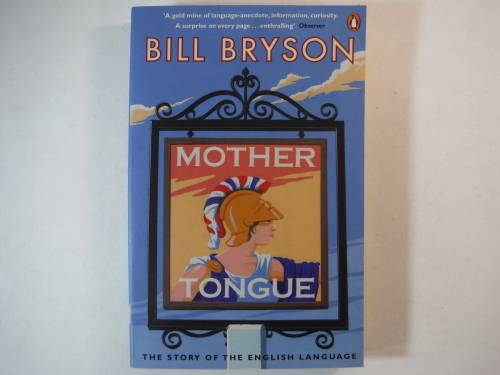 'A gold mine of language-anecdote, information, curiosity.
A surprise on every page . . . enthralling' Observer
BILL BRYSON
MOTHER
TONGUE
THE STORY OF THE ENGLISH LANGUAGE